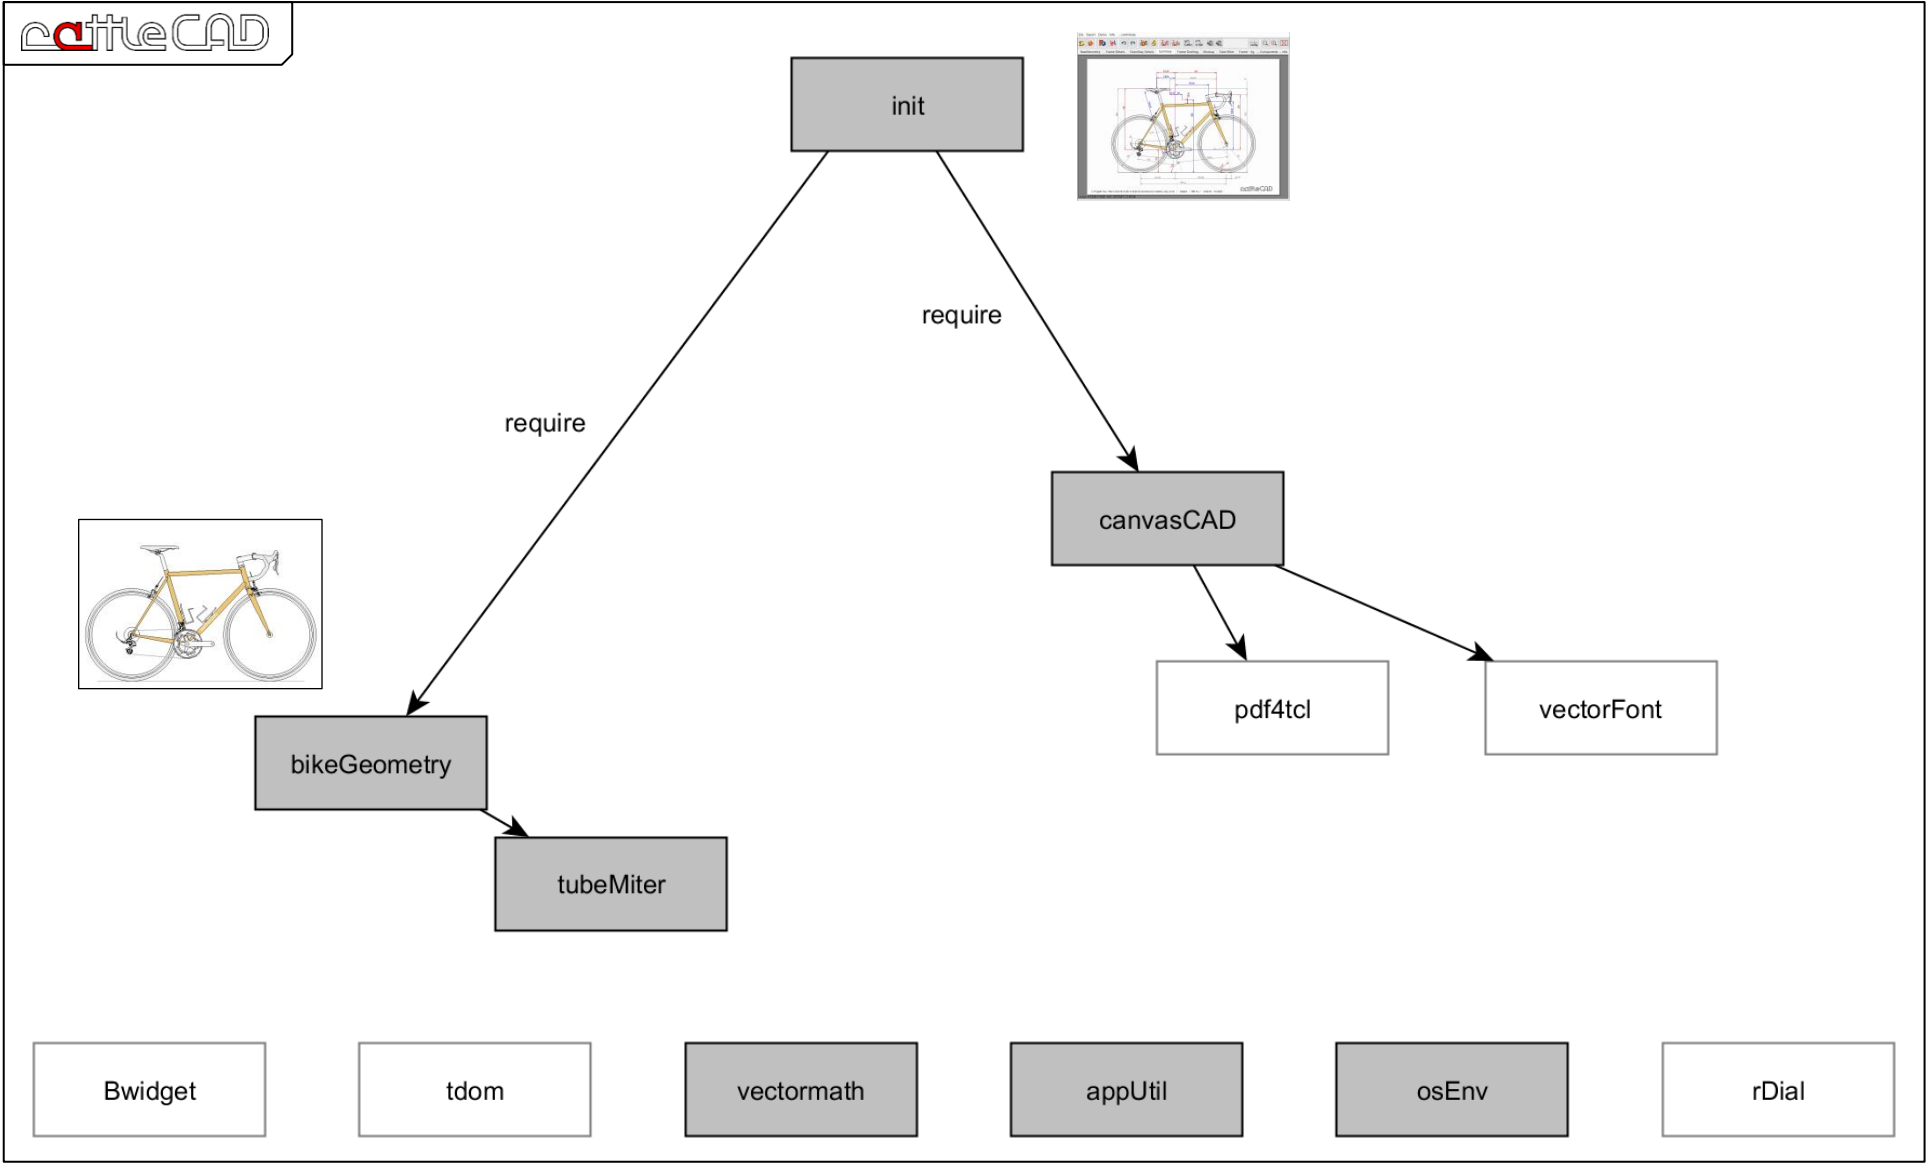 rattleCAD
init
require
require
canvasCAD
pdf4tcl
vectorFont
bikeGeometry
tubeMiter
Bwidget
tdom
vectormath
appUtil
osEnv
rDial